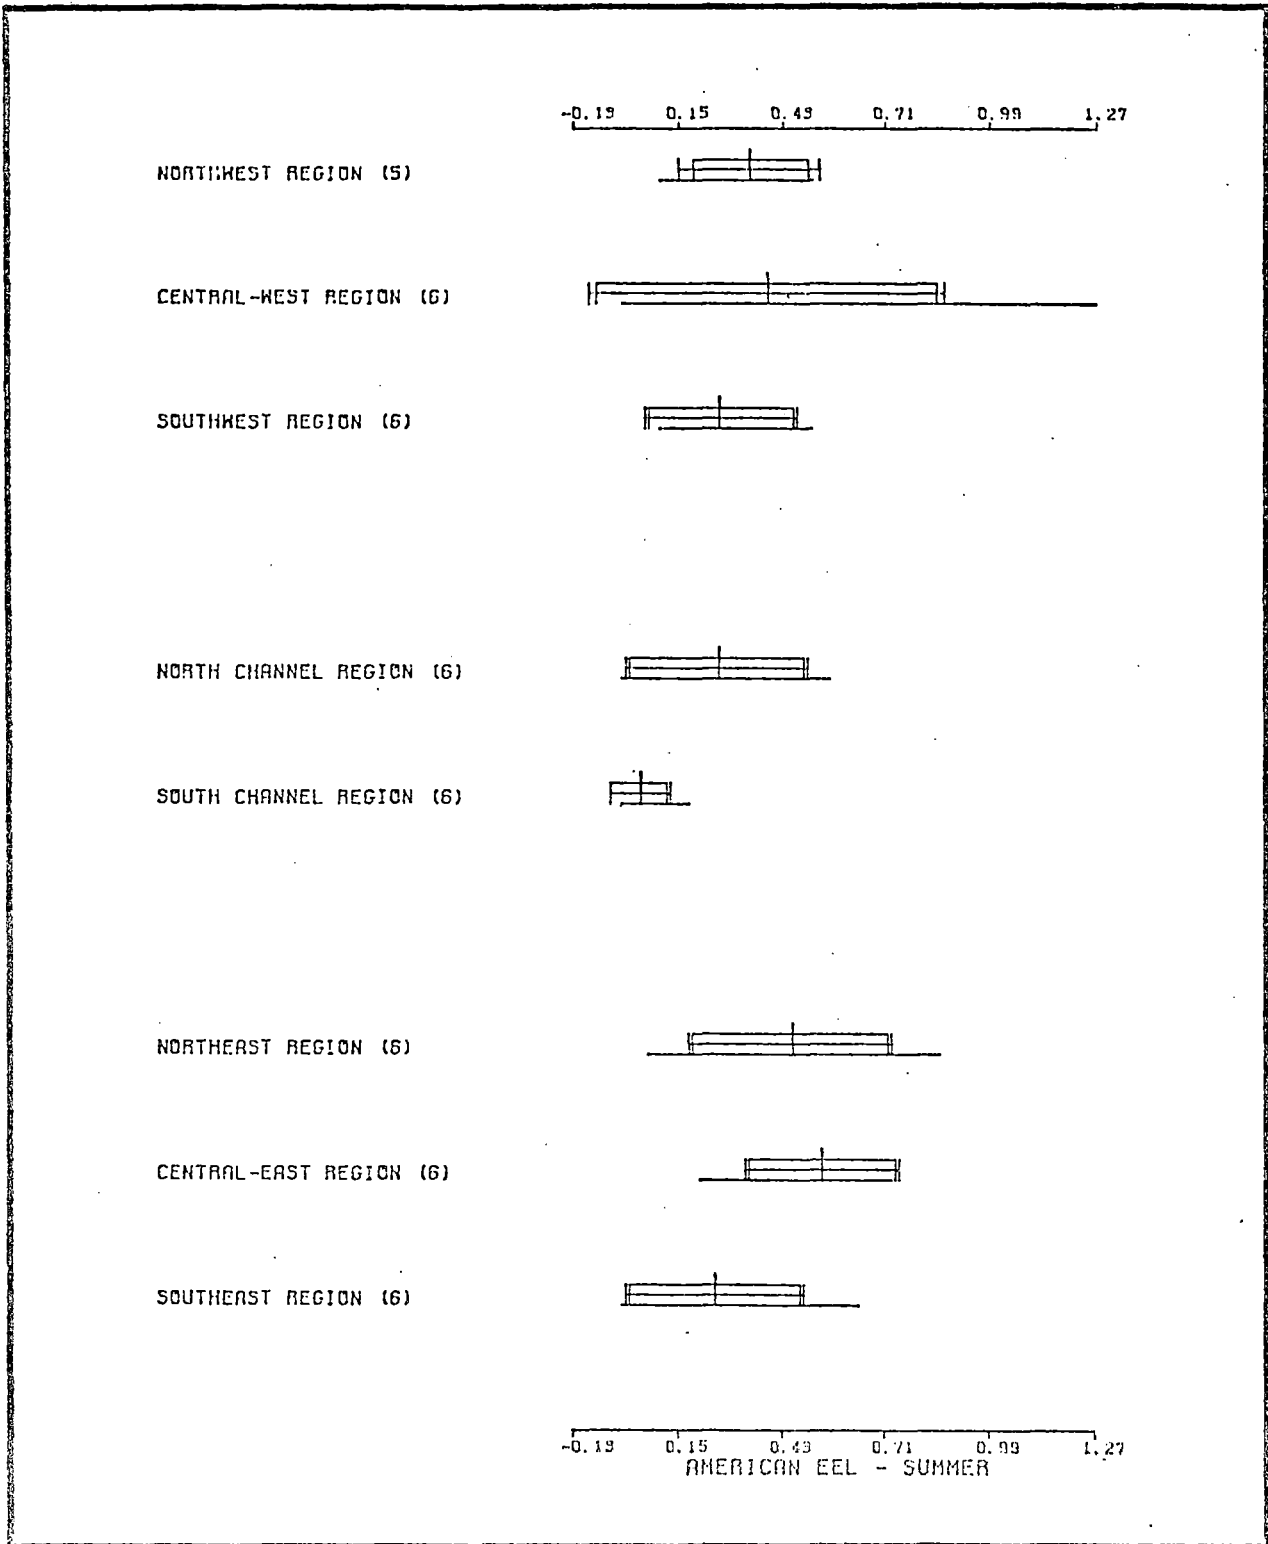 -0.13 0.15 0.43 0.71 0.99 1.27
NORTHWEST REGION (5)
CENTRAL-WEST REGION (6)
SOUTHWEST REGION (6)
NORTH CHANNEL REGION (6)
SOUTH CHANNEL REGION (6)
NORTHEAST REGION (6)
CENTRAL-EAST REGION (6)
SOUTHEAST REGION (6)
-0.13 0.15 0.43 0.71 0.99 1.27
AMERICAN EEL - SUMMER